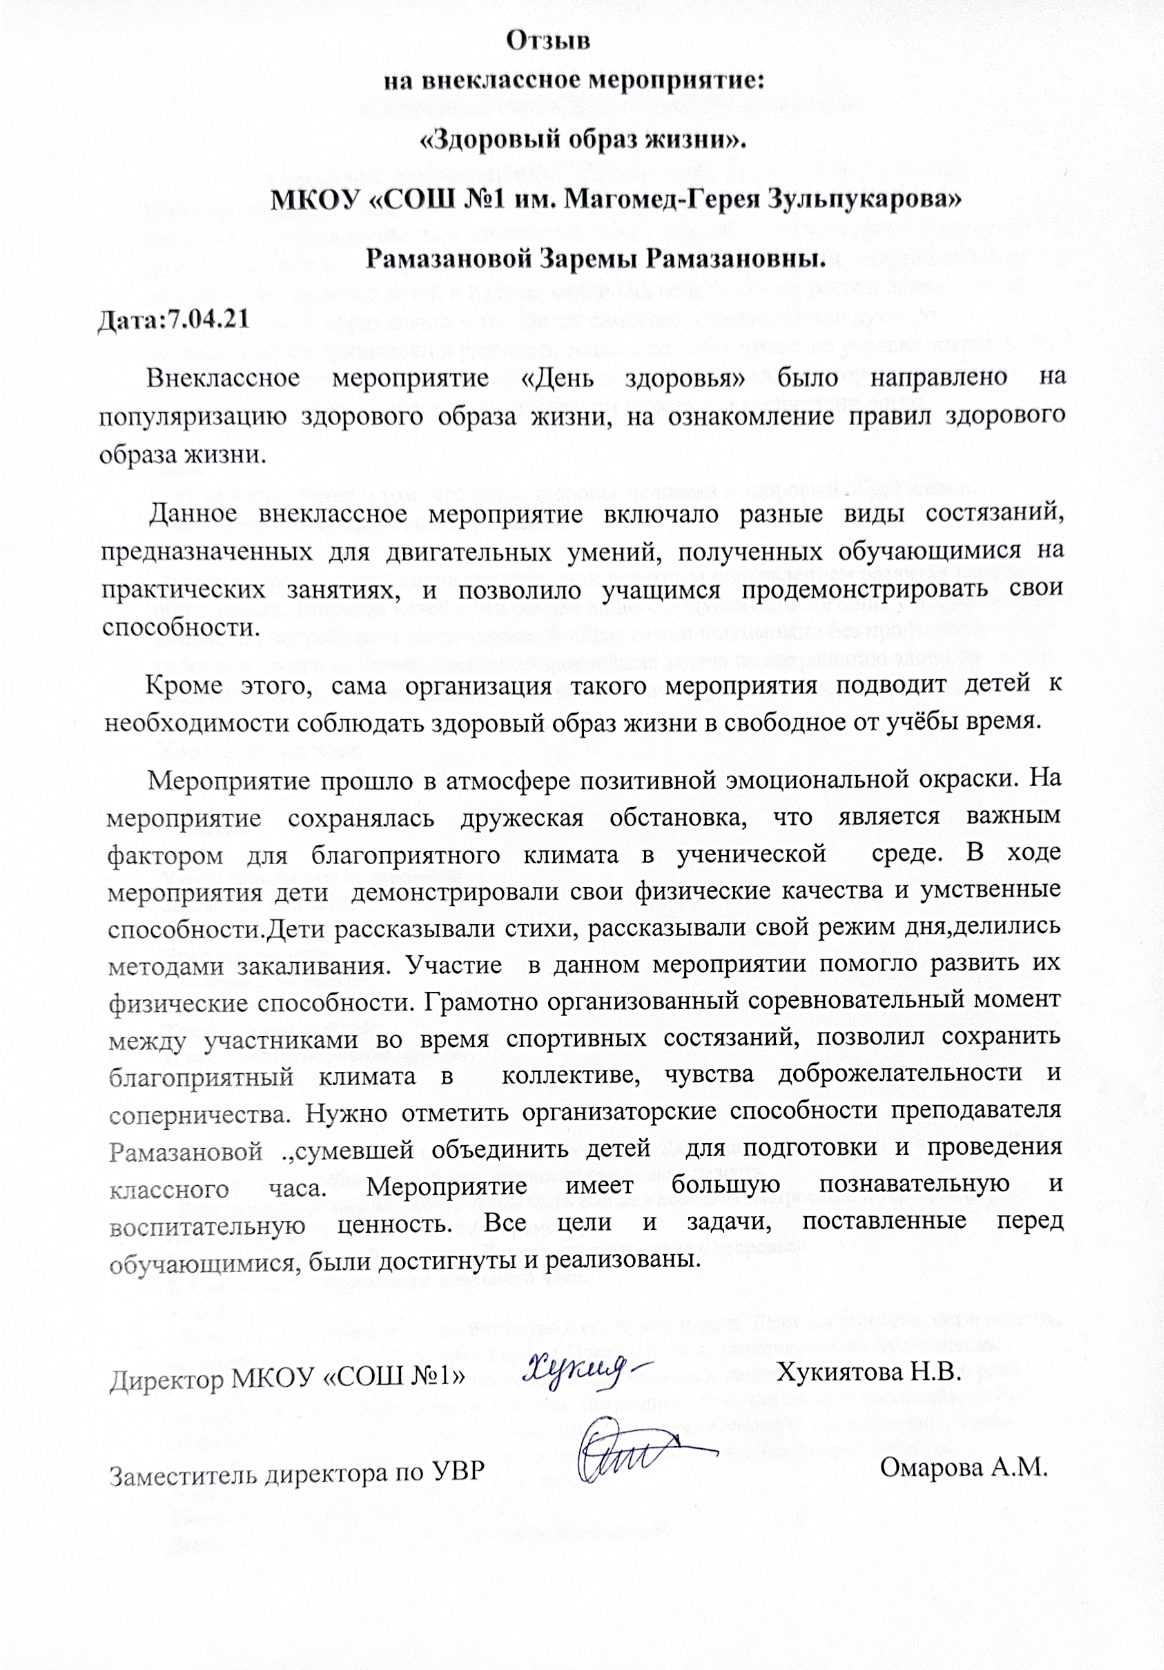 Отзыв
на внеклассное мероприятие:
«Здоровый образ жизни».
МКОУ «СОШ №1 им. Магомед-Герея Зульпукарова»
Рамазановой Заремы Рамазановны.
Дата:7.04.21
Внеклассное мероприятие «День здоровья» было направлено на
популяризацию здорового образа жизни, на ознакомление правил здорового
образа жизни.
Данное внеклассное мероприятие включало разные виды состязаний,
предназначенных для двигательных умений, полученных обучающимися на
практических занятиях, и позволило учащимся продемонстрировать свои
способности.
Кроме этого, сама организация такого мероприятия подводит детей к
необходимости соблюдать здоровый образ жизни в свободное от учёбы время.
Мероприятие прошло в атмосфере позитивной эмоциональной окраски. На
мероприятие сохранялась дружеская обстановка, что является важным
фактором для благоприятного климата в ученической среде. В ходе
мероприятия дети демонстрировали свои физические качества и умственные
способности.Дети рассказывали стихи, рассказывали свой режим дня,делились
методами закаливания. Участие в данном мероприятии помогло развить их
физические способности. Грамотно организованный соревновательный момент
между участниками во время спортивных состязаний, позволил сохранить
благоприятный климата в коллективе, чувства доброжелательности и
соперничества. Нужно отметить организаторские способности преподавателя
Рамазановой .,сумевшей объединить детей для подготовки и проведения
классного часа. Мероприятие имеет большую познавательную и
воспитательную ценность. Все цели и задачи, поставленные перед
обучающимися, были достигнуты и реализованы.
Директор МКОУ «СОШ №1» Хукия Хукиятова Н.В.
Заместитель директора по УВР Омарова А.М.